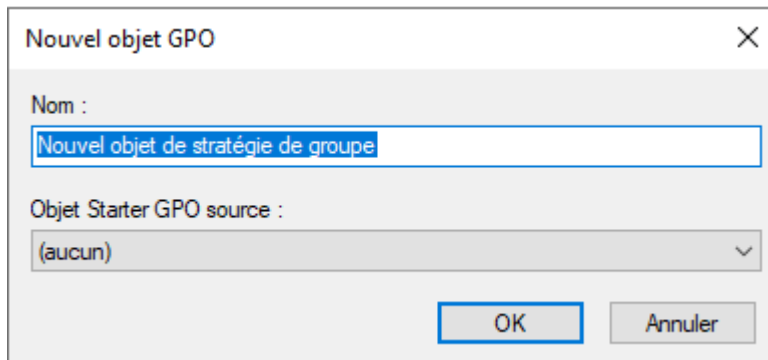 Nouvel objet GPO
Nom :
Nouvel objet de stratégie de groupe
Objet Starter GPO source :
(aucun)
OK Annuler